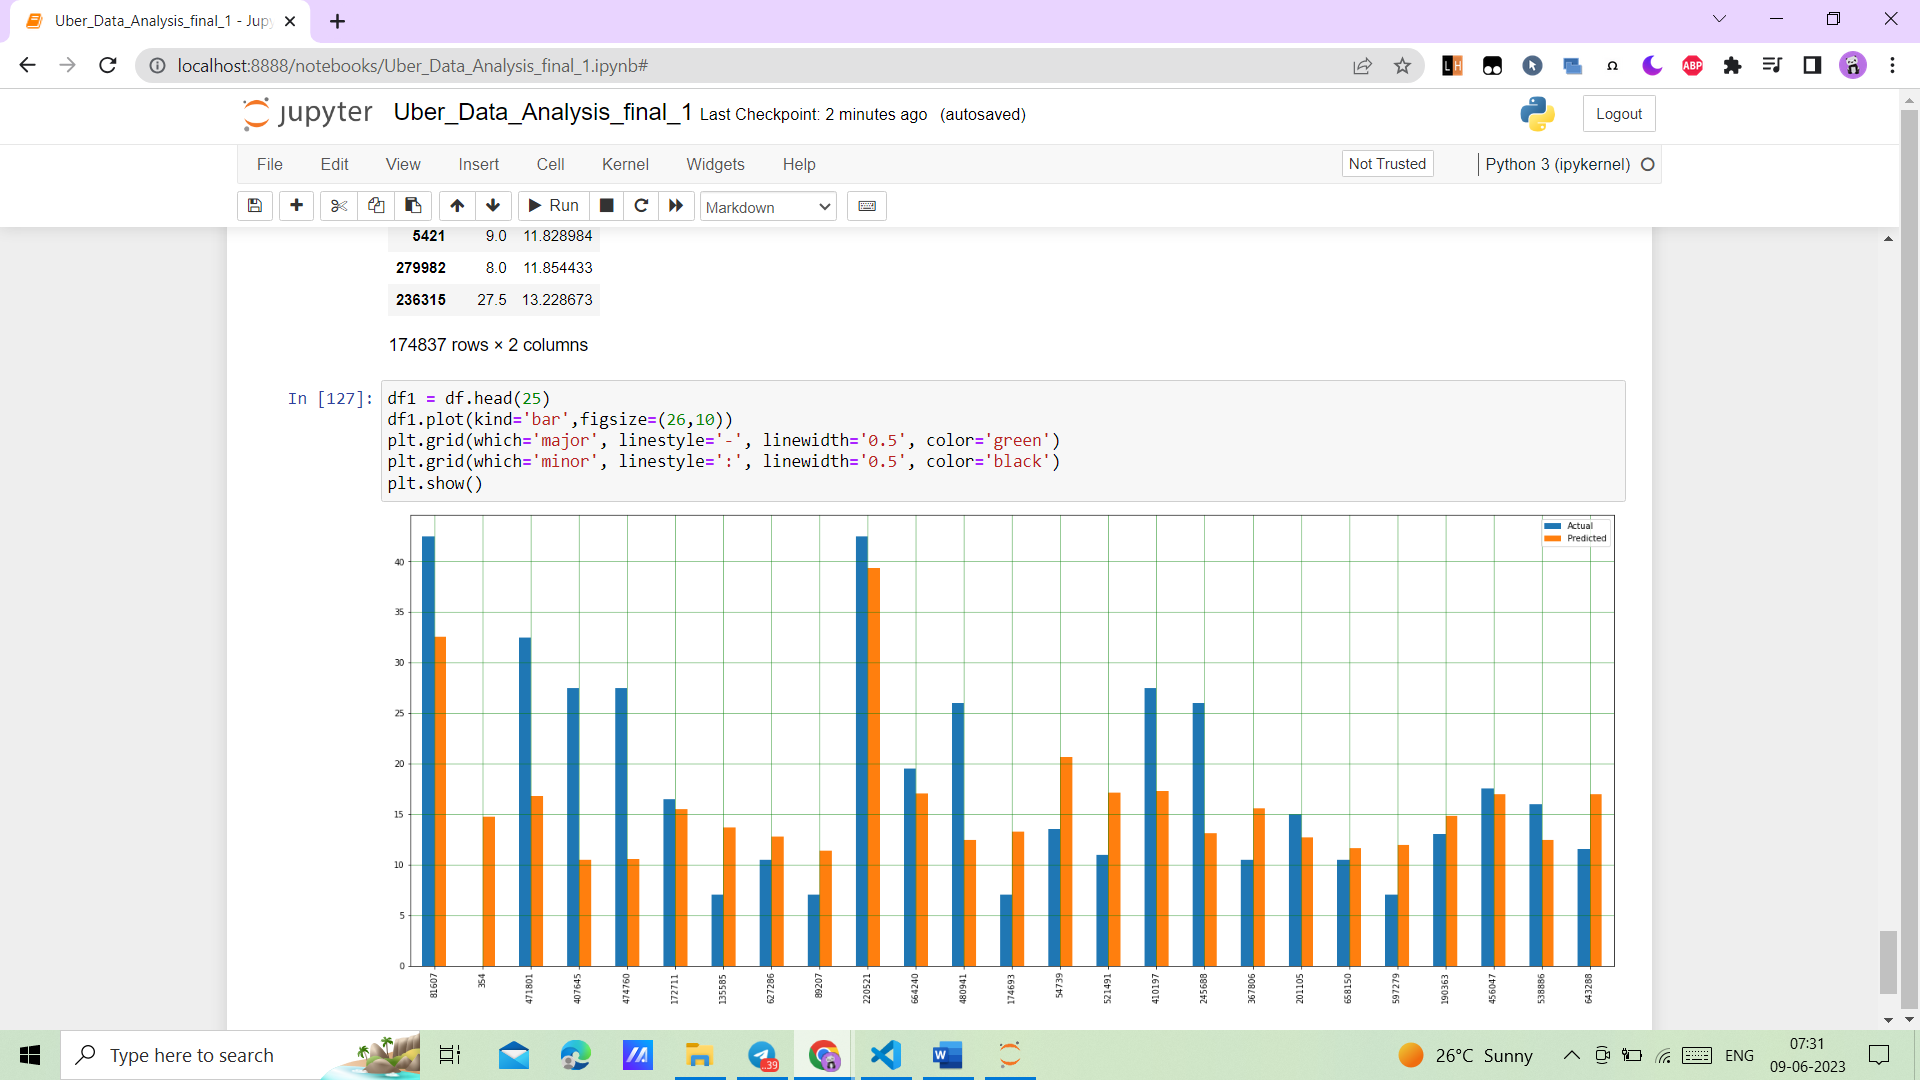 Uber_Data_Analysis_final_1 - Jup
localhost:8888/notebooks/Uber_Data_Analysis_final_1.ipynb#
LH
ABP
jupyter Uber_Data_Analysis_final_1 Last Checkpoint: 2 minutes ago (autosaved)
Logout
File Edit View Insert Cell Kernel Widgets Help
Not Trusted
Python 3 (ipykernel)
Run
Markdown
5421 9.0 11.828984
279982 8.0 11.854433
236315 27.5 13.228673
174837 rows × 2 columns
In [127]:
df1 = df.head(25)
df1.plot(kind='bar',figsize=(26,10))
plt.grid(which='major', linestyle='-', linewidth='0.5', color='green')
plt.grid(which='minor', linestyle=':', linewidth='0.5', color='black')
plt.show()
Actual
Predicted
40
35
30
25
20
15
10
5
0
81607 354 471801 407645 474760 172711 135585 627286 89207 220521 664240 480941 174693 54739 521491 410197 245688 367806 201105 658150 597279 190363 456047 538886 643288
Type here to search
..39
W
26°C Sunny
ENG
07:31
09-06-2023